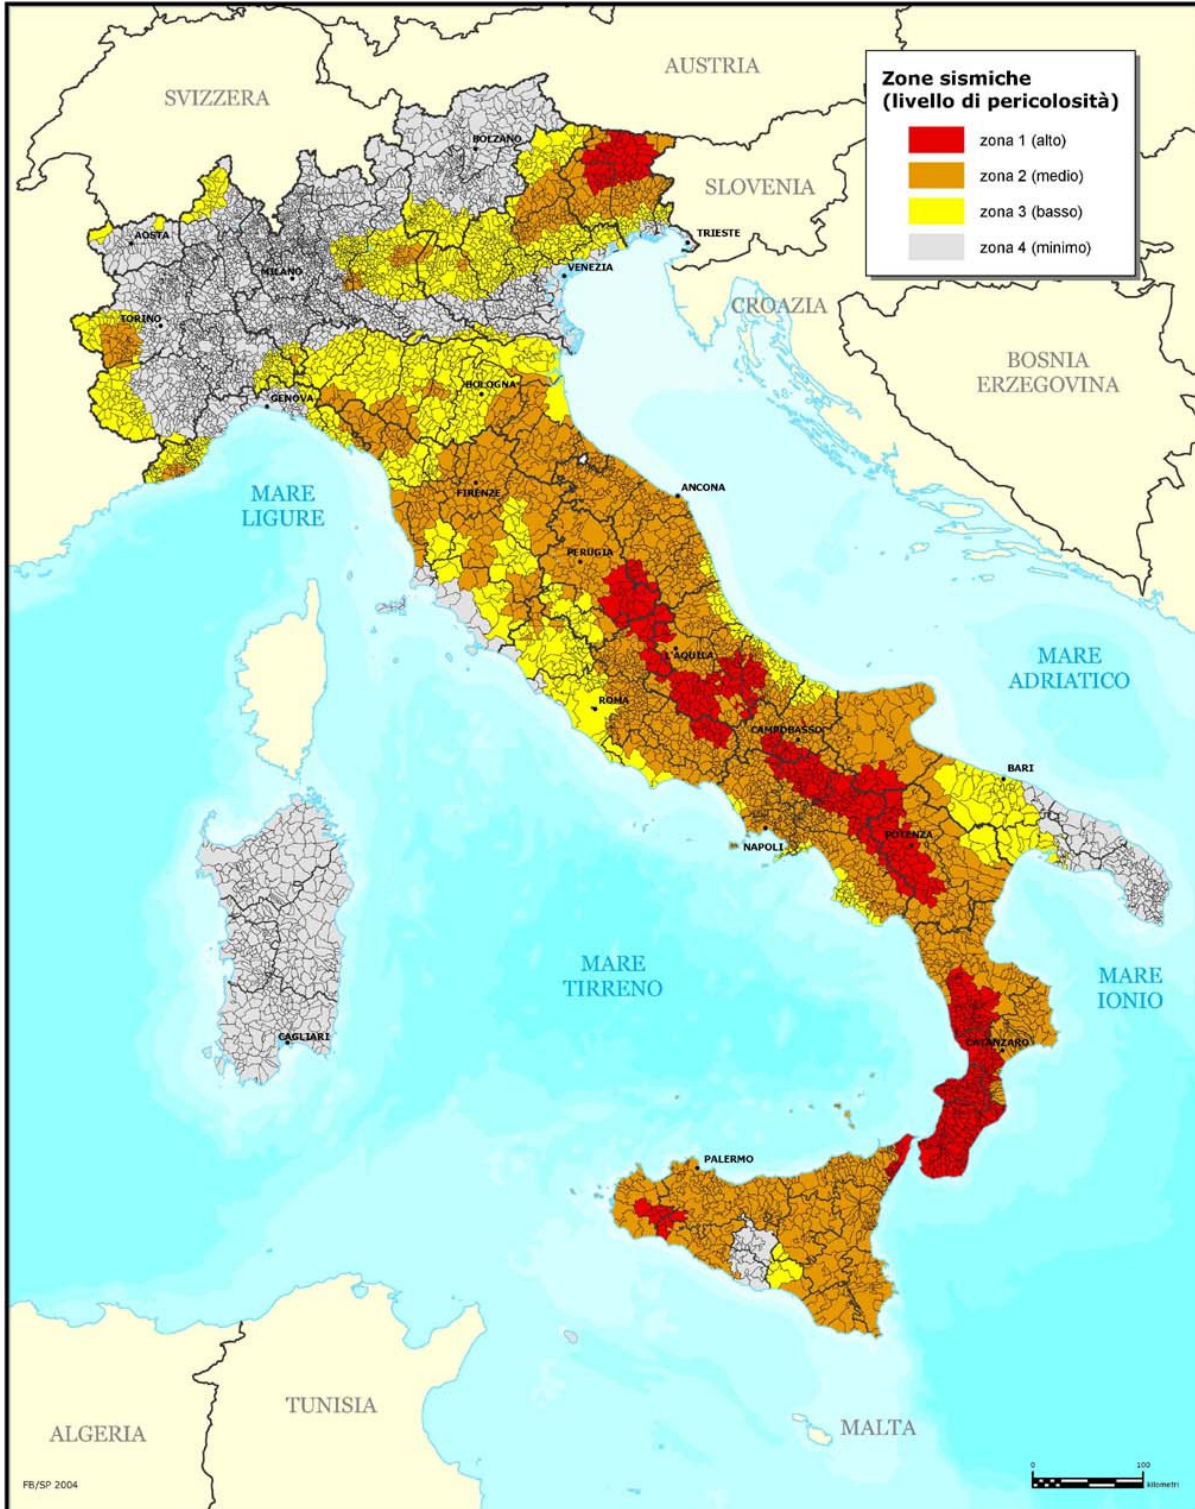 AUSTRIA
SVIZZERA
Zone sismiche
(livello di pericolosità)
zona 1 (alto)
zona 2 (medio)
zona 3 (basso)
zona 4 (minimo)
BOLZANO
SLOVENIA
AOSTA
TRIESTE
MILANO
VENEZIA
CROAZIA
TORINO
BOSNIA
ERZEGOVINA
BOLOGNA
GENOVA
MARE
LIGURE
FIRENZE
ANCONA
PERUGIA
L'AQUILA
MARE
ADRIATICO
ROMA
CAMPOBASSO
BARI
NAPOLI
POTENZA
MARE
TIRRENO
MARE
IONIO
CAGLIARI
CATANZARO
PALERMO
TUNISIA
ALGERIA
MALTA
FB/SP 2004
0 100
kilometri